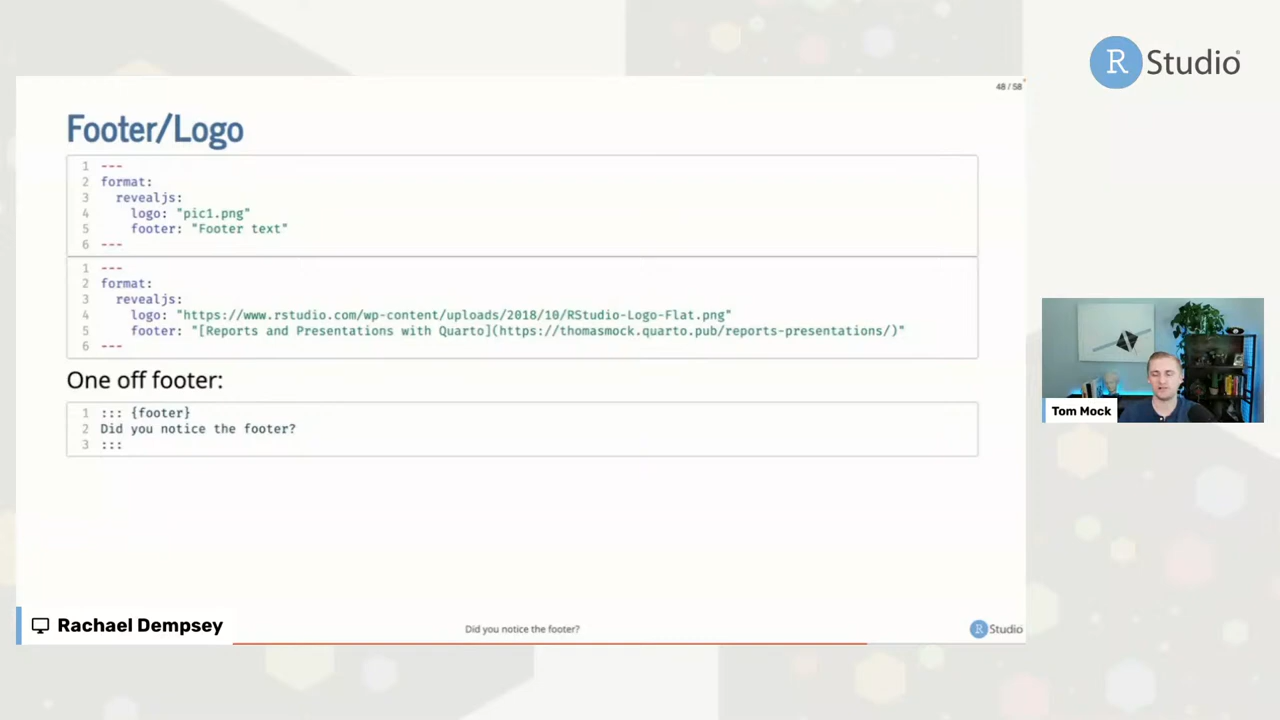 R Studio
48 / 58
Footer/Logo
1 ---
2 format:
3   revealjs:
4     logo: "pic1.png"
5     footer: "Footer text"
6 ---
1 ---
2 format:
3   revealjs:
4     logo: "https://www.rstudio.com/wp-content/uploads/2018/10/RStudio-Logo-Flat.png"
5     footer: "[Reports and Presentations with Quarto](https://thomasmock.quarto.pub/reports-presentations/)"
6 ---
One off footer:
1 ::: {footer}
2 Did you notice the footer?
3 :::
Tom Mock
Rachael Dempsey
Did you notice the footer?
R Studio